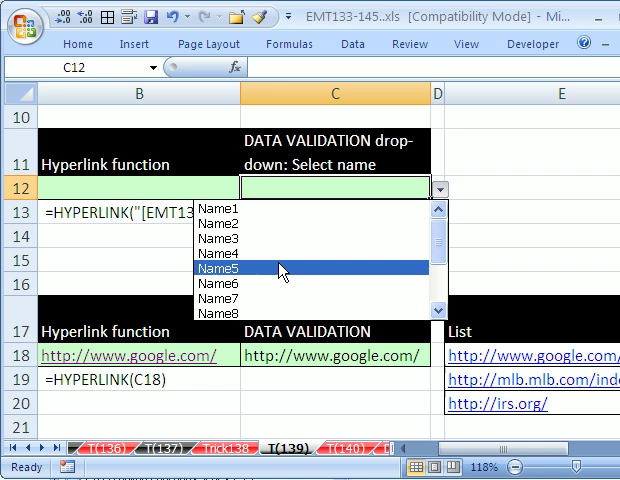 EMT133-145..xls [Compatibility Mode] - Mi...
Home Insert Page Layout Formulas Data Review View Developer
C12 fx
B C D E
10
DATA VALIDATION drop-
11 Hyperlink function down: Select name
12
13 =HYPERLINK("[EMT13
Name1
Name2
Name3
Name4
Name5
Name6
Name7
Name8
14
15
16
17 Hyperlink function DATA VALIDATION List
18 http://www.google.com/ http://www.google.com/ http://www.google.com/
19 =HYPERLINK(C18) http://mlb.mlb.com/inde
20 http://irs.org/
21
T(136) T(137) Trick138 T(139) T(140)
Ready 118%